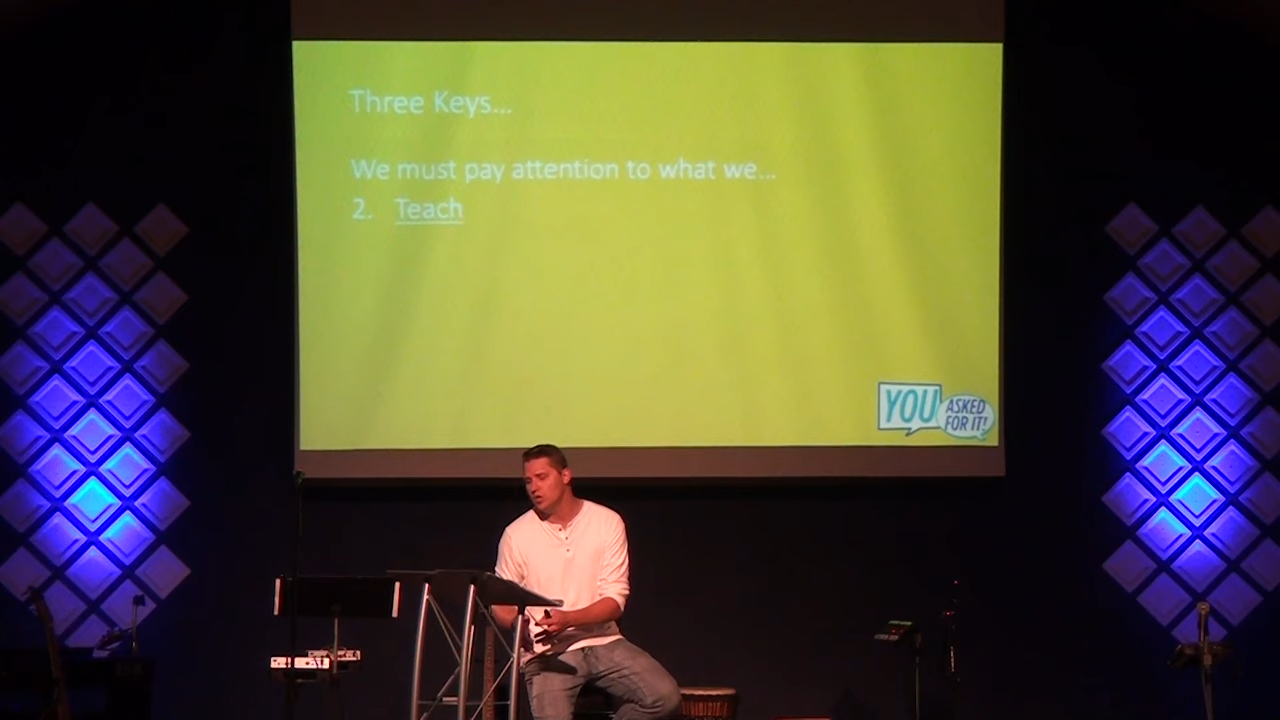 Three Keys...
We must pay attention to what we...
2. Teach
YOU
ASKED
FOR IT!